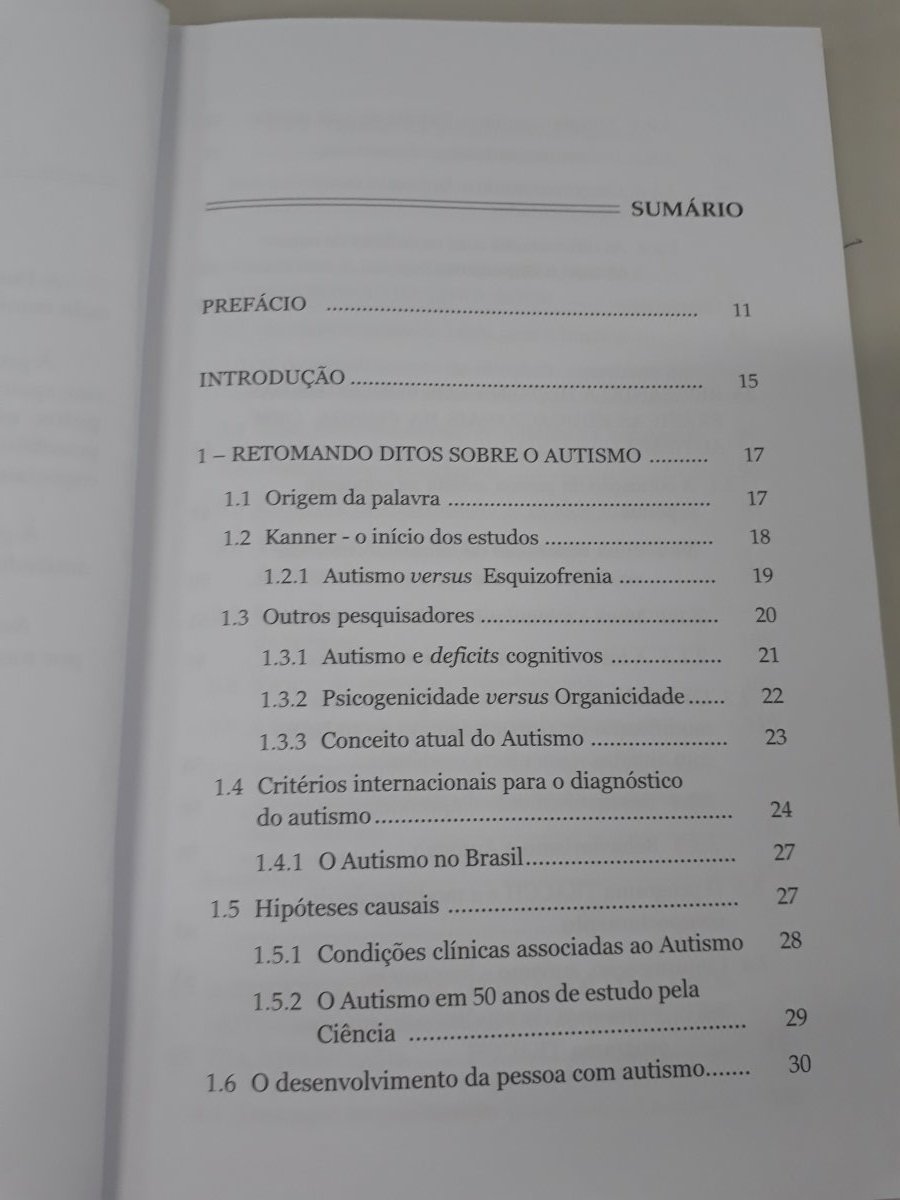 SUMÁRIO
PREFÁCIO ............................................................... 11
INTRODUÇÃO ............................................................ 15
1 – RETOMANDO DITOS SOBRE O AUTISMO .......... 17
1.1 Origem da palavra ............................................. 17
1.2 Kanner - o início dos estudos ............................. 18
1.2.1 Autismo versus Esquizofrenia ................ 19
1.3 Outros pesquisadores ......................................... 20
1.3.1 Autismo e deficits cognitivos ................... 21
1.3.2 Psicogenicidade versus Organicidade ...... 22
1.3.3 Conceito atual do Autismo ....................... 23
1.4 Critérios internacionais para o diagnóstico
do autismo ............................................................ 24
1.4.1 O Autismo no Brasil .................................... 27
1.5 Hipóteses causais ................................................ 27
1.5.1 Condições clínicas associadas ao Autismo 28
1.5.2 O Autismo em 50 anos de estudo pela
Ciência ...................................................... 29
1.6 O desenvolvimento da pessoa com autismo....... 30